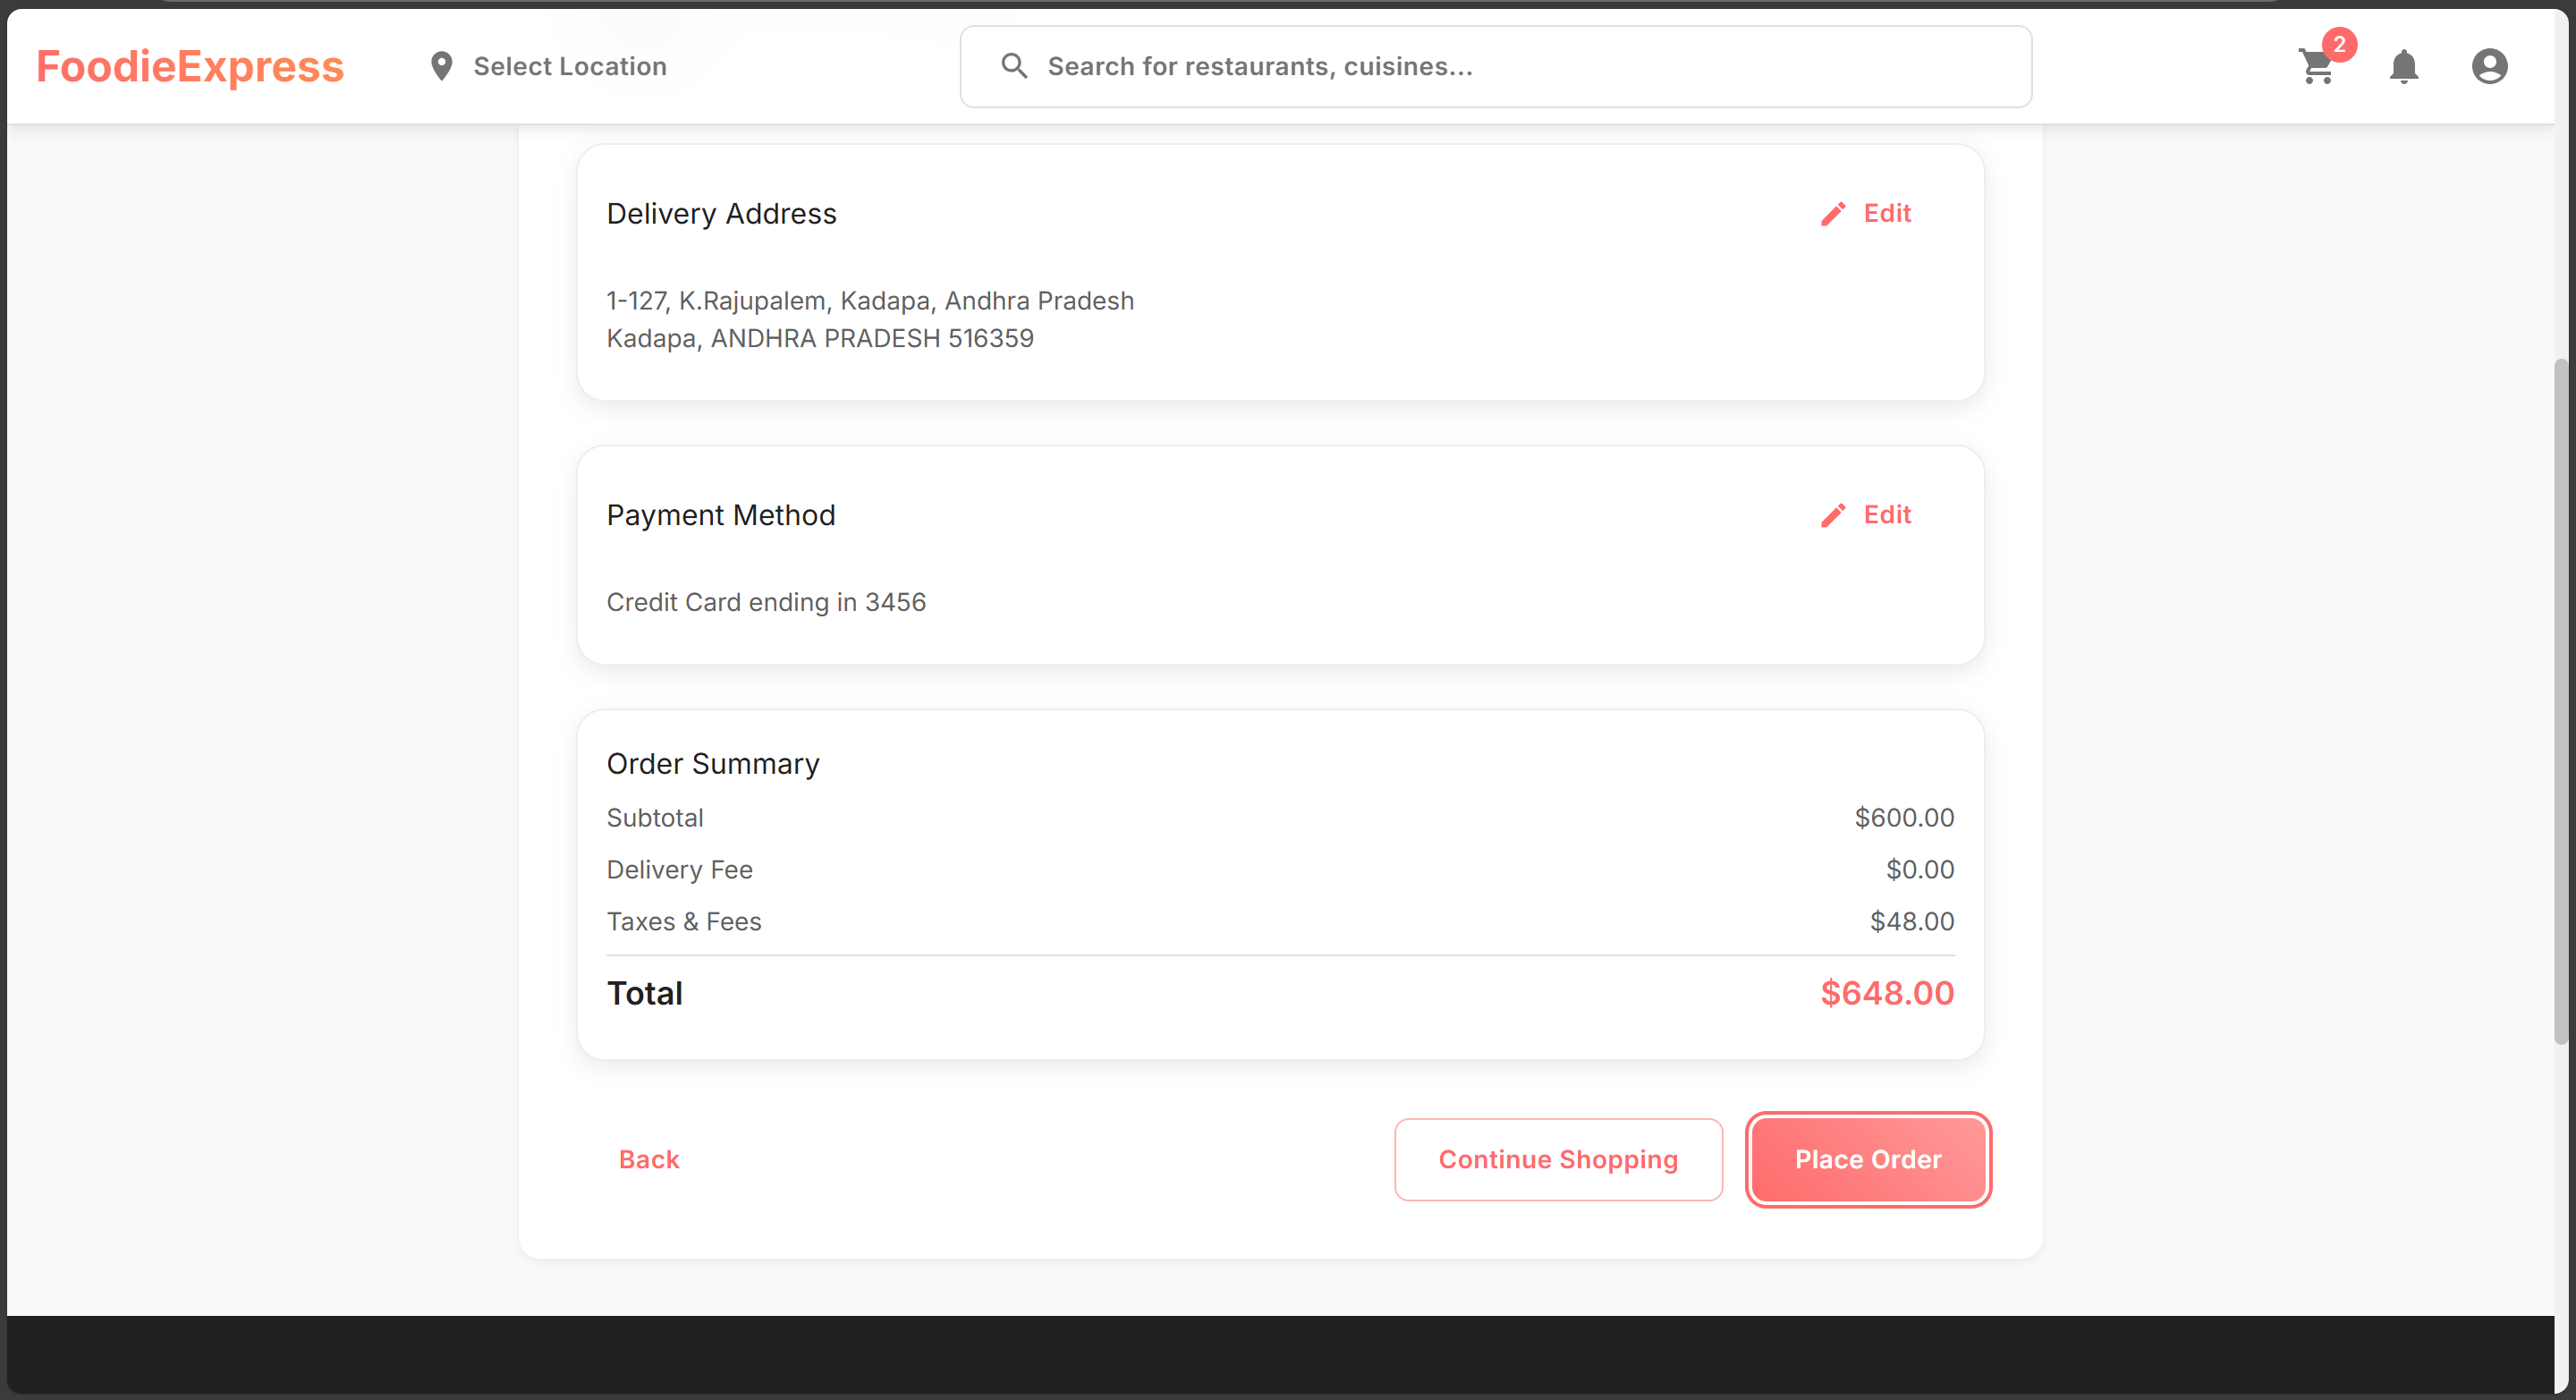 FoodieExpress
Select Location
Search for restaurants, cuisines...
2
Delivery Address
Edit
1-127, K.Rajupalem, Kadapa, Andhra Pradesh
Kadapa, ANDHRA PRADESH 516359
Payment Method
Edit
Credit Card ending in 3456
Order Summary
Subtotal $600.00
Delivery Fee $0.00
Taxes & Fees $48.00
Total $648.00
Back
Continue Shopping
Place Order